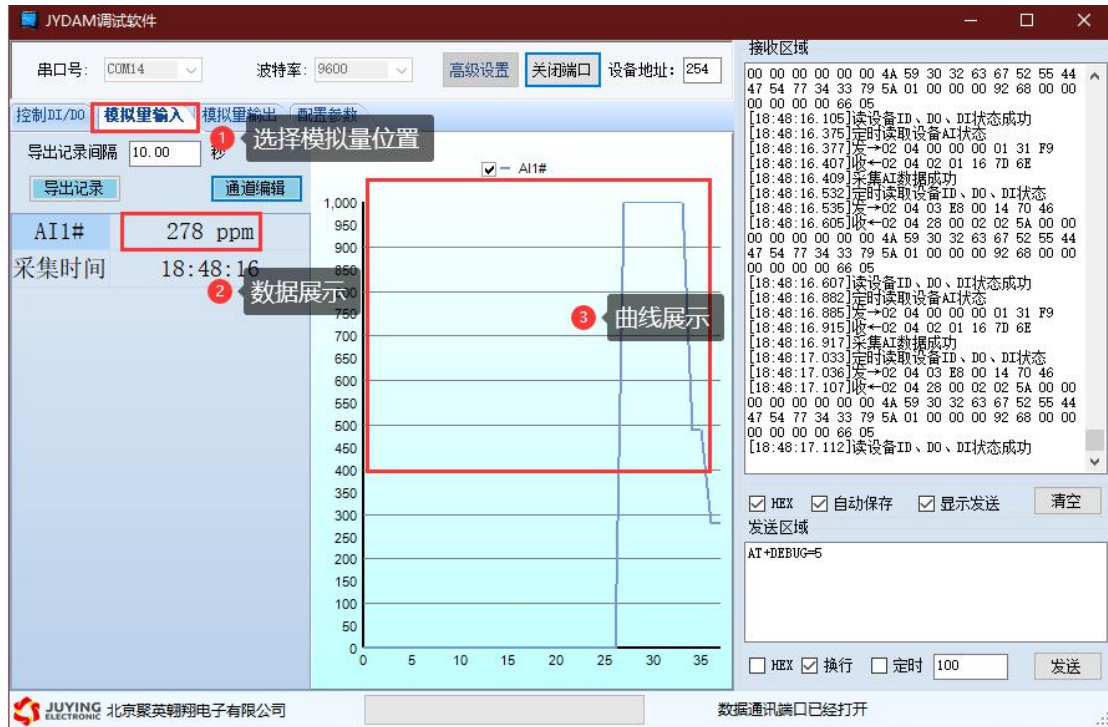 JYDAM调试软件
串口号: COM14 波特率: 9600 高级设置 关闭端口 设备地址: 254
控制DI/DO 模拟量输入 模拟量输出 配置参数
1 选择模拟量位置
导出记录间隔 10.00 秒
导出记录 通道编辑
AI1# 278 ppm
采集时间 18:48:16
2 数据展示
AI1#
1,000
950
900
850
750
700
650
600
550
500
450
400
350
300
250
200
150
100
50
0
0 5 10 15 20 25 30 35
3 曲线展示
接收区域
00 00 00 00 00 00 4A 59 30 32 63 67 52 55 44
47 54 77 34 33 79 5A 01 00 00 00 92 68 00 00
00 00 00 00 66 05
[18:48:16.105]读设备ID、DO、DI状态成功
[18:48:16.375]定时读取设备AI状态
[18:48:16.377]发→02 04 00 00 00 01 31 F9
[18:48:16.407]收←02 04 02 01 16 7D 6E
[18:48:16.409]采集AI数据成功
[18:48:16.532]定时读取设备ID、DO、DI状态
[18:48:16.535]发→02 04 03 E8 00 14 70 46
[18:48:16.605]收←02 04 28 00 02 02 5A 00 00
00 00 00 00 00 00 4A 59 30 32 63 67 52 55 44
47 54 77 34 33 79 5A 01 00 00 00 92 68 00 00
00 00 00 00 66 05
[18:48:16.607]读设备ID、DO、DI状态成功
[18:48:16.882]定时读取设备AI状态
[18:48:16.885]发→02 04 00 00 00 01 31 F9
[18:48:16.915]收←02 04 02 01 16 7D 6E
[18:48:16.917]采集AI数据成功
[18:48:17.033]定时读取设备ID、DO、DI状态
[18:48:17.036]发→02 04 03 E8 00 14 70 46
[18:48:17.107]收←02 04 28 00 02 02 5A 00 00
00 00 00 00 00 00 4A 59 30 32 63 67 52 55 44
47 54 77 34 33 79 5A 01 00 00 00 92 68 00 00
00 00 00 00 66 05
[18:48:17.112]读设备ID、DO、DI状态成功
HEX 自动保存 显示发送 清空
发送区域
AT+DEBUG=5
HEX 换行 定时 100 发送
JUYING ELECTRONIC 北京聚英翱翔电子有限公司 数据通讯端口已经打开